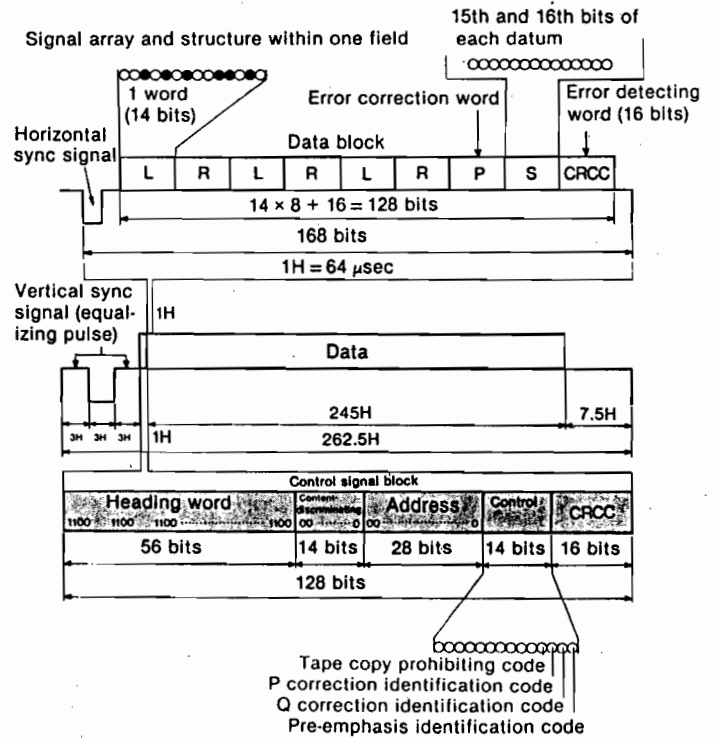 Signal array and structure within one field
15th and 16th bits of
each datum
1 word
(14 bits)
Error correction word
Error detecting
word (16 bits)
Horizontal
sync signal
Data block
L R L R L R P S CRCC
14 × 8 + 16 = 128 bits
168 bits
1H = 64 μsec
Vertical sync
signal (equal-
izing pulse)
1H
Data
245H 7.5H
3H 3H 3H 1H
262.5H
Control signal block
Heading word
1100 1100 1100 1100
Content-
discriminating
00 0
Address
00 0
Control
CRCC
56 bits 14 bits 28 bits 14 bits 16 bits
128 bits
Tape copy prohibiting code
P correction identification code
Q correction identification code
Pre-emphasis identification code